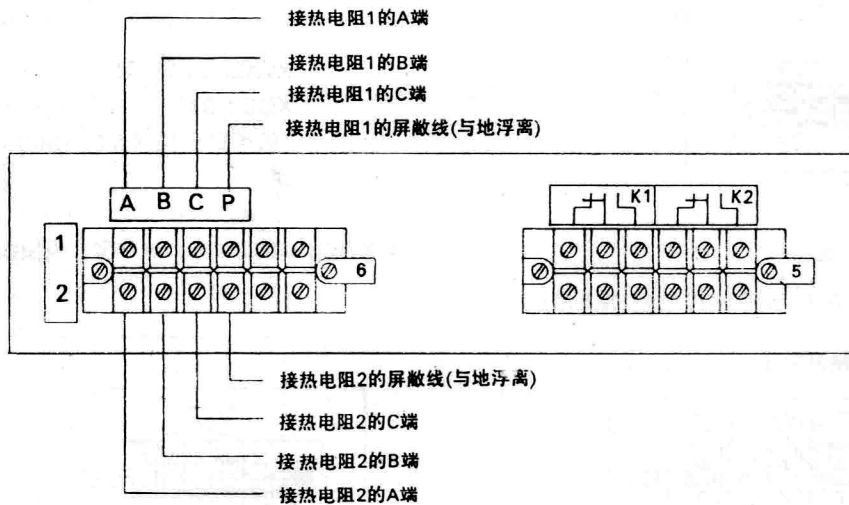 接热电阻1的A端
接热电阻1的B端
接热电阻1的C端
接热电阻1的屏敝线(与地浮离)
A B C P
K1 K2
1
6
5
2
接热电阻2的屏敝线(与地浮离)
接热电阻2的C端
接热电阻2的B端
接热电阻2的A端